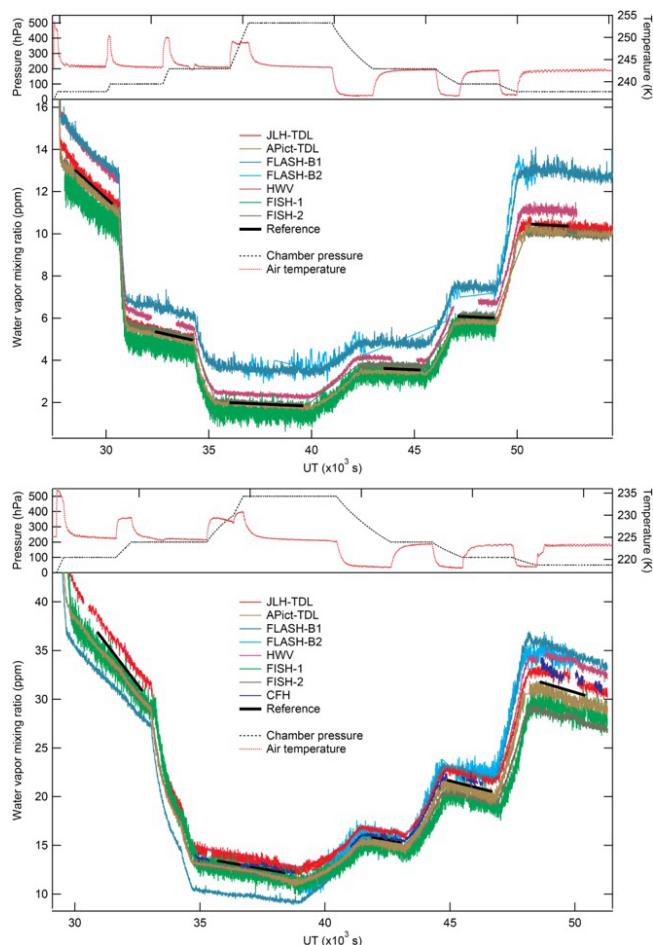 500
400
300
200
100
0
Pressure (hPa)
255
250
245
240
Temperature (K)
16
14
12
10
8
6
4
2
Water vapor mixing ratio (ppm)
JLH-TDL
APict-TDL
FLASH-B1
FLASH-B2
HWV
FISH-1
FISH-2
Reference
Chamber pressure
Air temperature
30 35 40 45 50
UT (x10³ s)
500
400
300
200
100
0
Pressure (hPa)
235
230
225
220
Temperature (K)
40
35
30
25
20
15
10
Water vapor mixing ratio (ppm)
JLH-TDL
APict-TDL
FLASH-B1
FLASH-B2
HWV
FISH-1
FISH-2
CFH
Reference
Chamber pressure
Air temperature
30 35 40 45 50
UT (x10³ s)